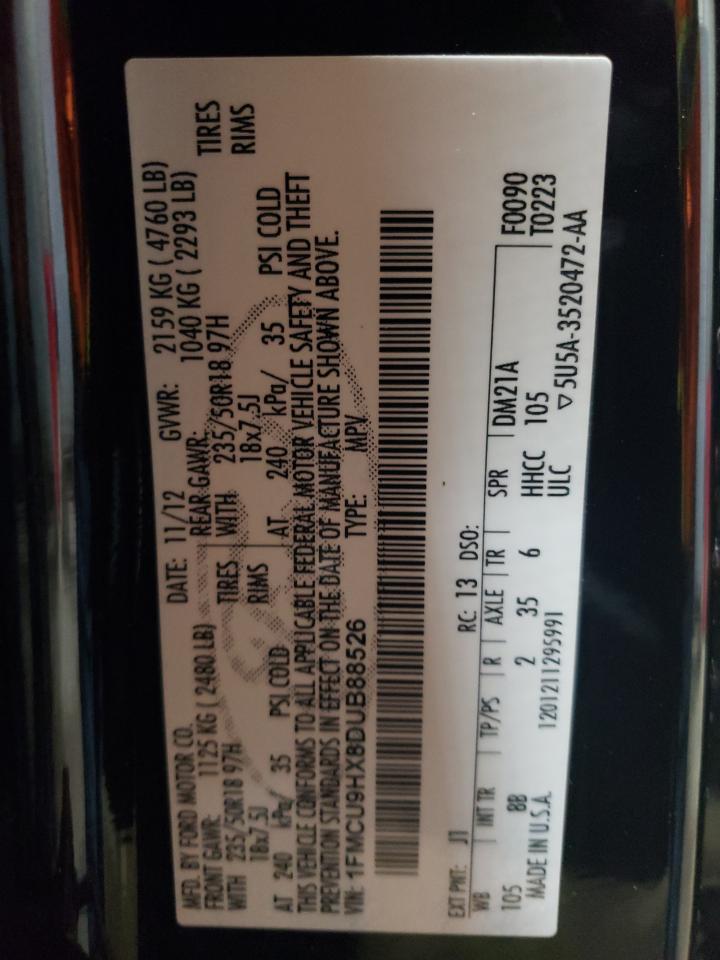 MFD. BY FORD MOTOR CO. DATE: 11/12 GVWR: 2159 KG ( 4760 LB)
FRONT GAWR: 1125 KG ( 2480 LB) REAR GAWR: 1040 KG ( 2293 LB)
WITH 235/50R18 97H TIRES WITH 235/50R18 97H TIRES
18x7.5J RIMS 18x7.5J RIMS
AT 240 kPa/ 35 PSI COLD AT 240 kPa/ 35 PSI COLD
THIS VEHICLE CONFORMS TO ALL APPLICABLE FEDERAL MOTOR VEHICLE SAFETY AND THEFT
PREVENTION STANDARDS IN EFFECT ON THE DATE OF MANUFACTURE SHOWN ABOVE.
VIN: 1FMCU9HX8DUB88526 TYPE: MPV
EXT PNT: J1 RC: 13 DSO: F0090
WB INT TR TP/PS R AXLE TR SPR DM21A T0223
105 8B 2 35 6 HHCC 105
MADE IN U.S.A. 1201211295991 ULC ▽5U5A-3520472-AA